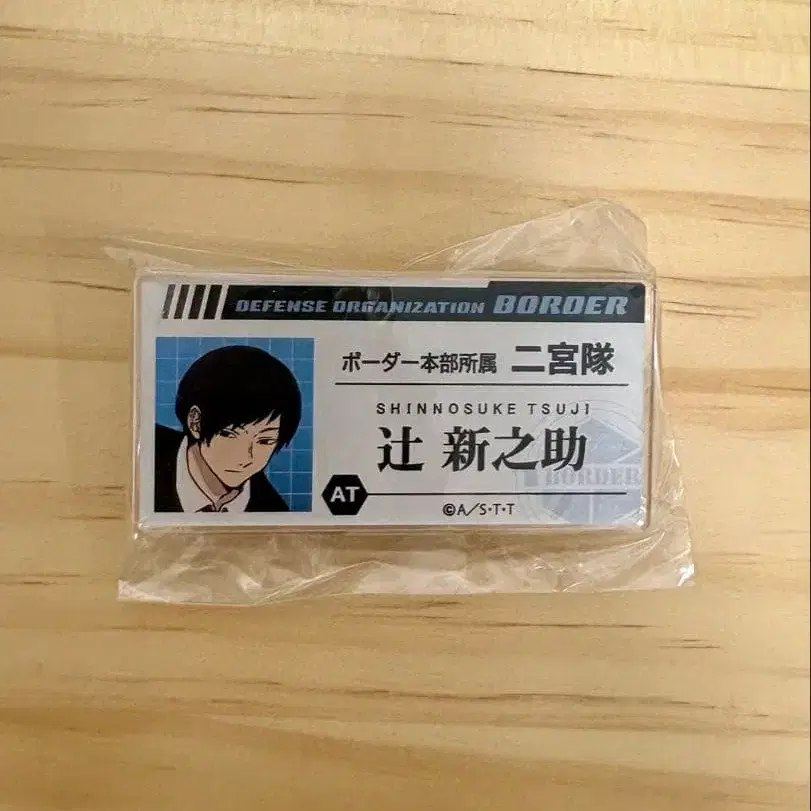 DEFENSE ORGANIZATION BORDER
ボーダー本部所属 二宮隊
SHINNOSUKE TSUJI
辻 新之助
BORDER
AT
©A/S・T・T